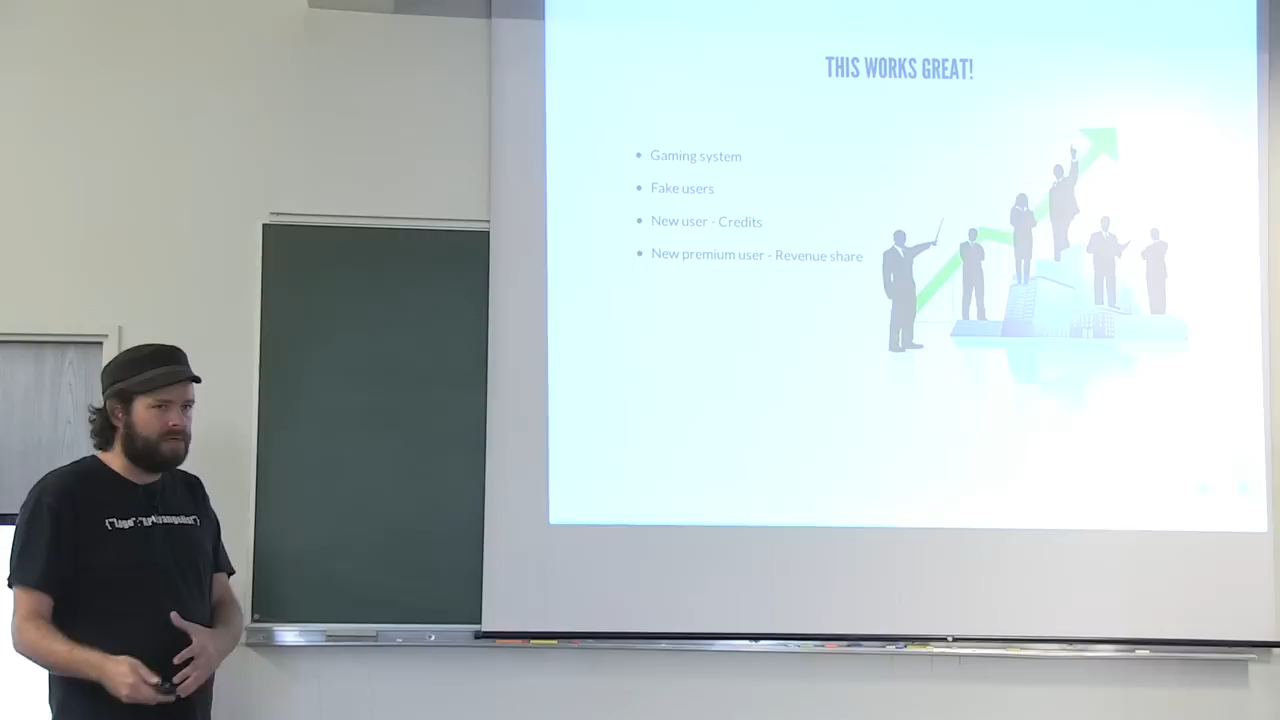 THIS WORKS GREAT!
• Gaming system
• Fake users
• New user - Credits
• New premium user - Revenue share